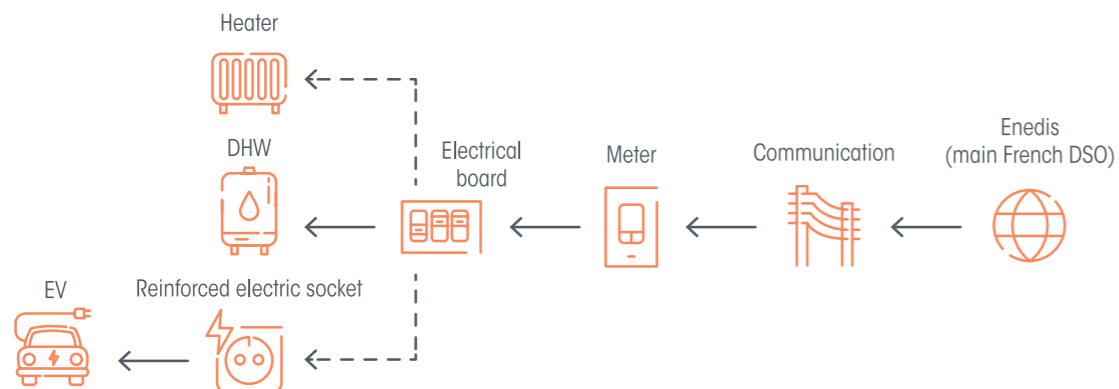 Heater
DHW
Electrical
board
Meter
Communication
Enedis
(main French DSO)
EV
Reinforced electric socket